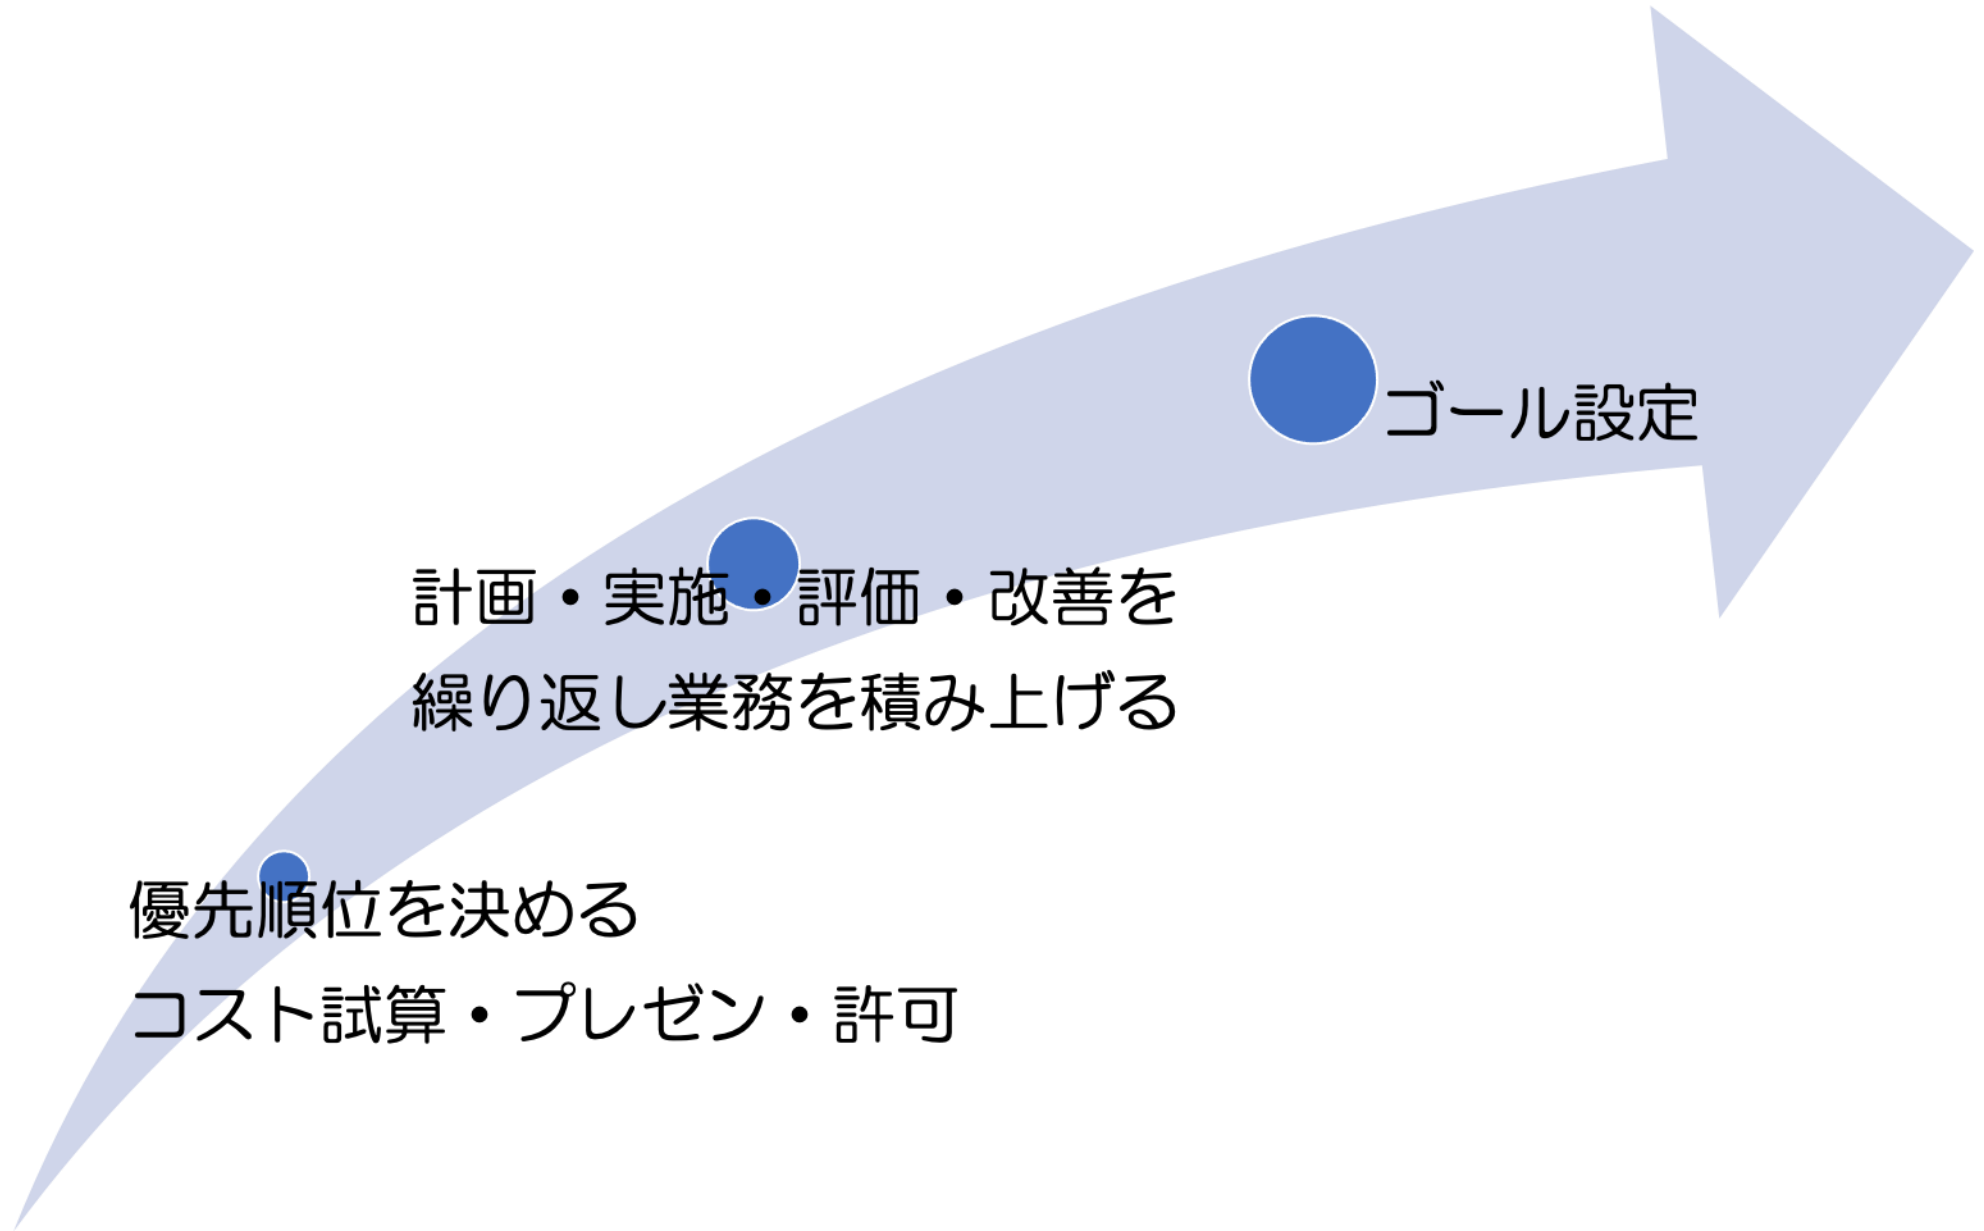 ゴール設定
計画・実施・評価・改善を
繰り返し業務を積み上げる
優先順位を決める
コスト試算・プレゼン・許可